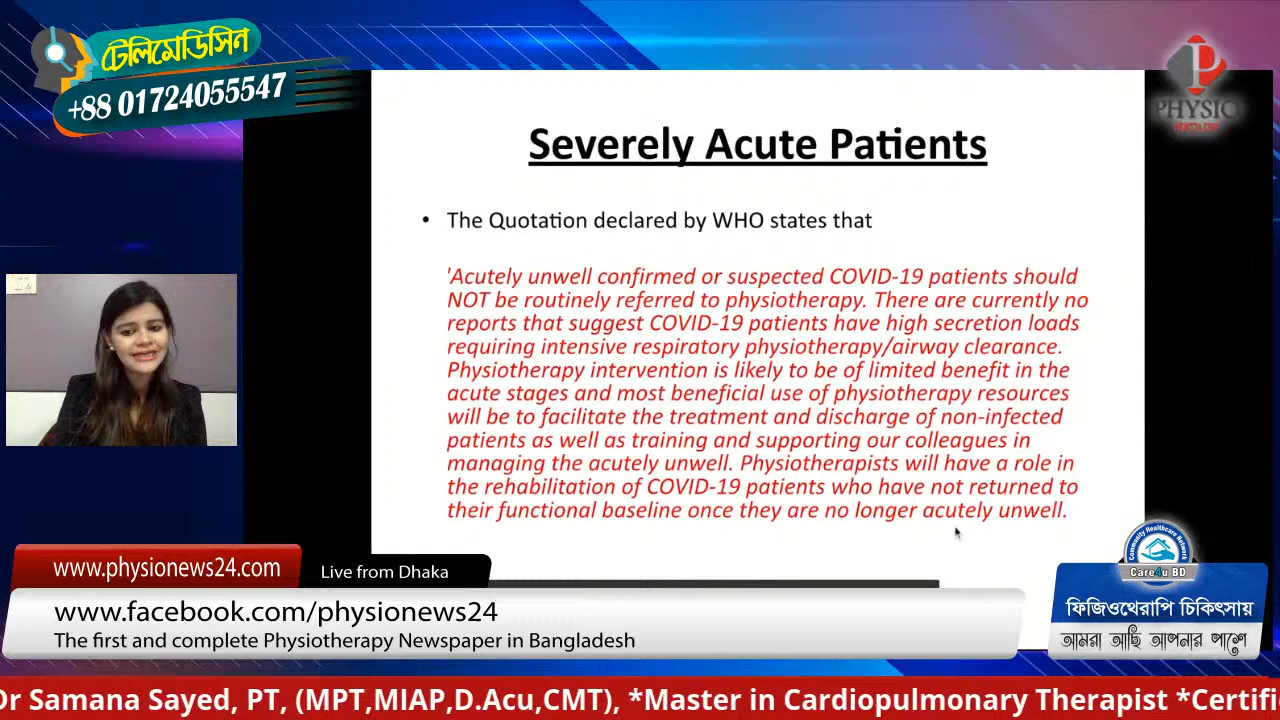 টেলিমেডিসিন
+88 01724055547
PHYSIO
Severely Acute Patients
• The Quotation declared by WHO states that
'Acutely unwell confirmed or suspected COVID-19 patients should
NOT be routinely referred to physiotherapy. There are currently no
reports that suggest COVID-19 patients have high secretion loads
requiring intensive respiratory physiotherapy/airway clearance.
Physiotherapy intervention is likely to be of limited benefit in the
acute stages and most beneficial use of physiotherapy resources
will be to facilitate the treatment and discharge of non-infected
patients as well as training and supporting our colleagues in
managing the acutely unwell. Physiotherapists will have a role in
the rehabilitation of COVID-19 patients who have not returned to
their functional baseline once they are no longer acutely unwell.
www.physionews24.com
Live from Dhaka
www.facebook.com/physionews24
The first and complete Physiotherapy Newspaper in Bangladesh
Community Healthcare Network
Care4u BD
ফিজিওথেরাপি চিকিৎসায়
আমরা আছি আপনার পাশে
Dr Samana Sayed, PT, (MPT,MIAP,D.Acu,CMT), *Master in Cardiopulmonary Therapist *Certifi